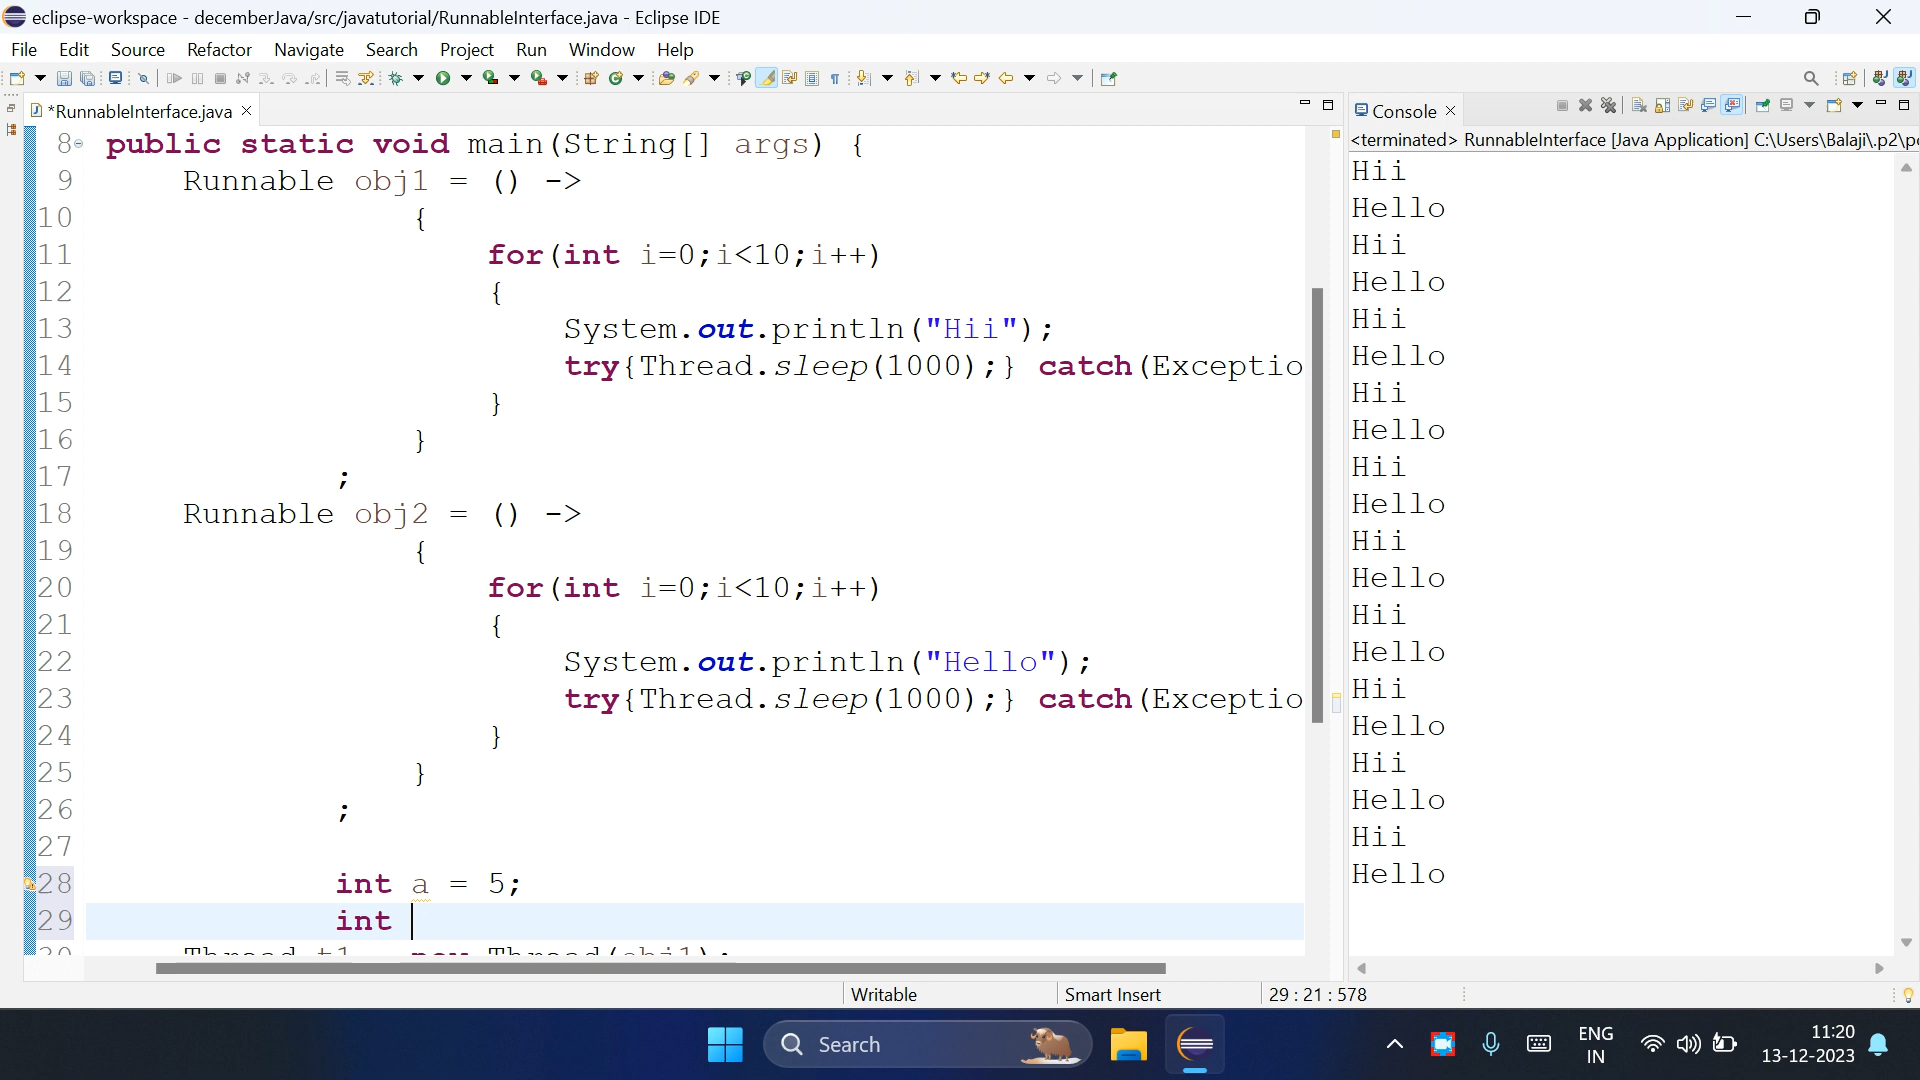 eclipse-workspace - decemberJava/src/javatutorial/RunnableInterface.java - Eclipse IDE
File Edit Source Refactor Navigate Search Project Run Window Help
*RunnableInterface.java
8 public static void main(String[] args) {
9 Runnable obj1 = () ->
10 {
11 for(int i=0;i<10;i++)
12 {
13 System.out.println("Hii");
14 try{Thread.sleep(1000);} catch(Exceptio
15 }
16 }
17 ;
18 Runnable obj2 = () ->
19 {
20 for(int i=0;i<10;i++)
21 {
22 System.out.println("Hello");
23 try{Thread.sleep(1000);} catch(Exceptio
24 }
25 }
26 ;
27
28 int a = 5;
29 int
30 Thread t1 new Thread(obj1);
Console
<terminated> RunnableInterface [Java Application] C:\Users\Balaji\.p2\p
Hii
Hello
Hii
Hello
Hii
Hello
Hii
Hello
Hii
Hello
Hii
Hello
Hii
Hello
Hii
Hello
Hii
Hello
Hii
Hello
Writable Smart Insert 29 : 21 : 578
Search
ENG
IN
11:20
13-12-2023